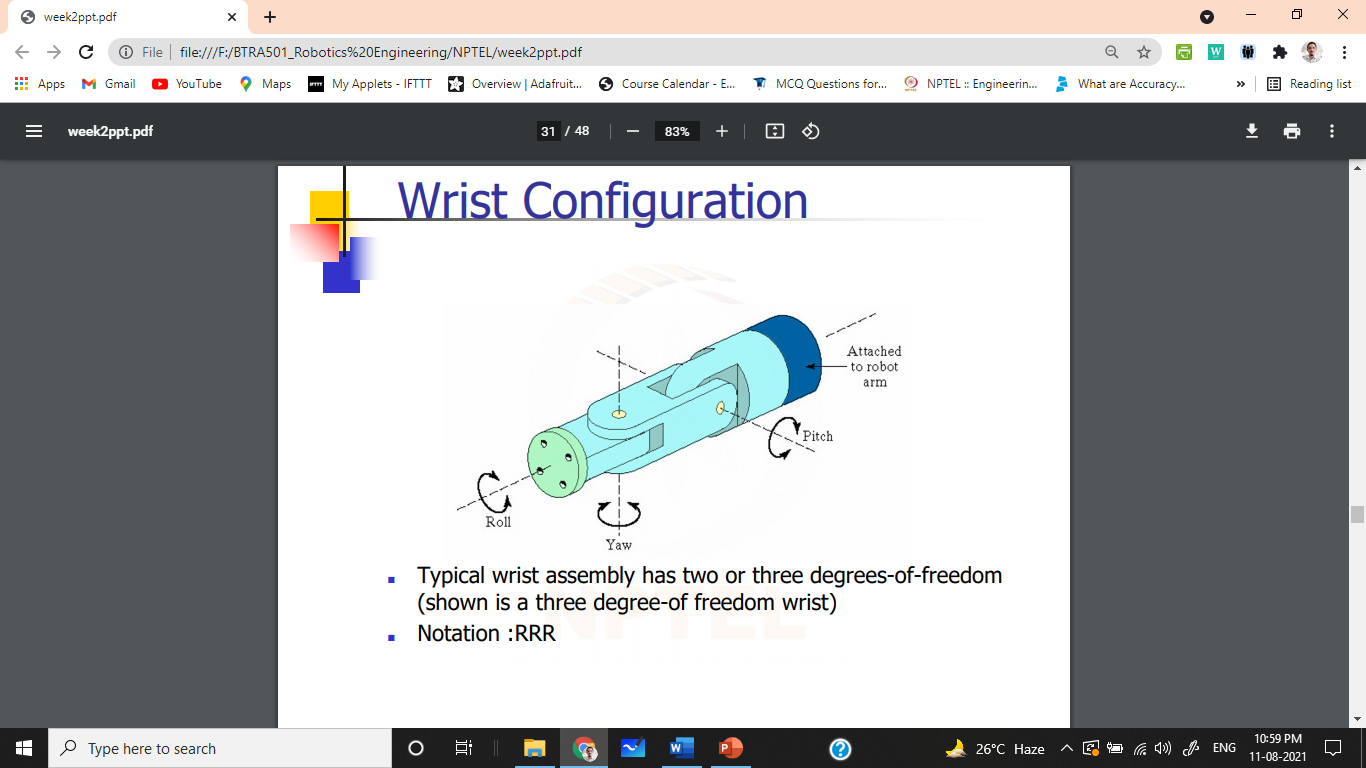 week2ppt.pdf
File file:///F:/BTRA501_Robotics%20Engineering/NPTEL/week2ppt.pdf
Apps Gmail YouTube Maps IFTTT My Applets - IFTTT Overview | Adafruit... Course Calendar - E... MCQ Questions for... NPTEL :: Engineerin... What are Accuracy... » Reading list
week2ppt.pdf 31 / 48 83%
Wrist Configuration
Attached
to robot
arm
Pitch
Roll
Yaw
Typical wrist assembly has two or three degrees-of-freedom
(shown is a three degree-of freedom wrist)
Notation :RRR
NPTEL
Type here to search
26°C Haze
ENG
10:59 PM
11-08-2021